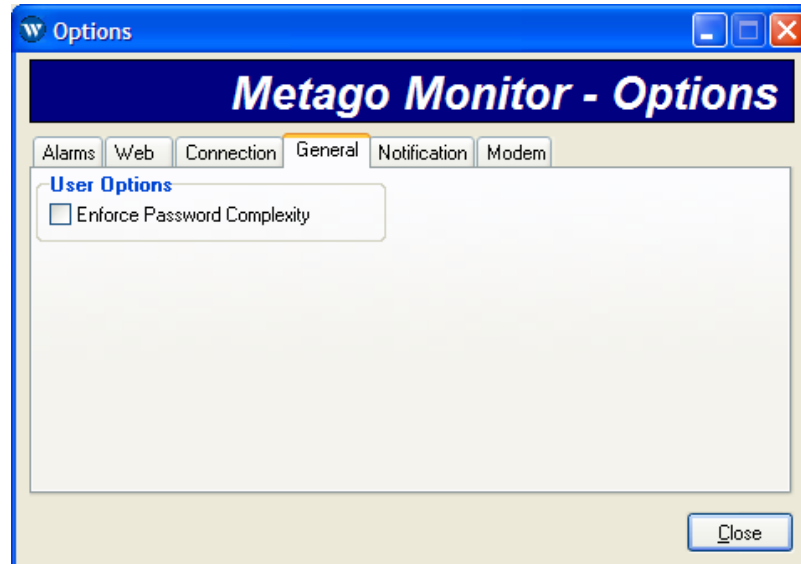 W Options
Metago Monitor - Options
Alarms Web Connection General Notification Modem
User Options
Enforce Password Complexity
Close